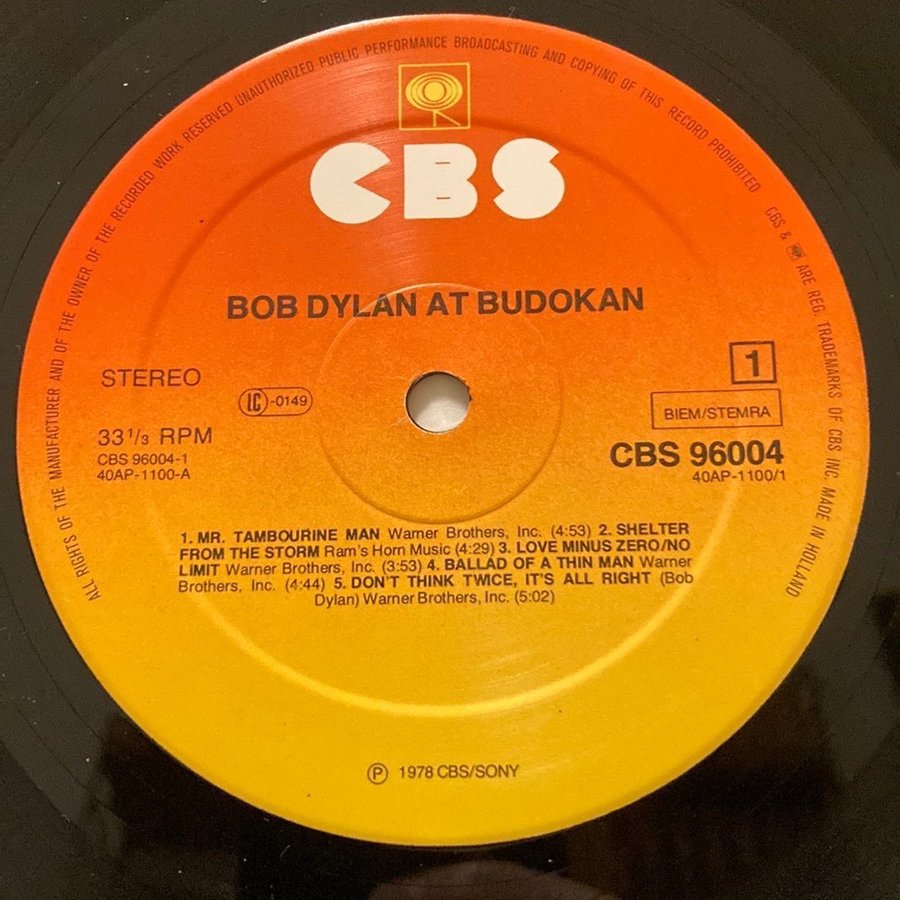 ALL RIGHTS OF THE MANUFACTURER AND OF THE OWNER OF THE RECORDED WORK RESERVED UNAUTHORIZED PUBLIC PERFORMANCE BROADCASTING AND COPYING OF THIS RECORD PROHIBITED
CBS & ARE REG. TRADEMARKS OF CBS INC. MADE IN HOLLAND
CBS
BOB DYLAN AT BUDOKAN
STEREO
LC-0149
1
BIEM/STEMRA
33 1/3 RPM
CBS 96004-1
40AP-1100-A
CBS 96004
40AP-1100/1
1. MR. TAMBOURINE MAN Warner Brothers, Inc. (4:53) 2. SHELTER
FROM THE STORM Ram's Horn Music (4:29) 3. LOVE MINUS ZERO/NO
LIMIT Warner Brothers, Inc. (3:53) 4. BALLAD OF A THIN MAN Warner
Brothers, Inc. (4:44) 5. DON'T THINK TWICE, IT'S ALL RIGHT (Bob
Dylan) Warner Brothers, Inc. (5:02)
℗ 1978 CBS/SONY